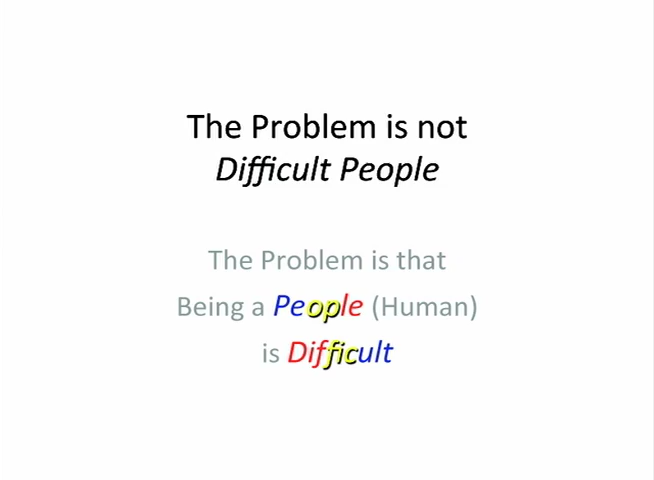 The Problem is not
Difficult People
The Problem is that
Being a People (Human)
is Difficult